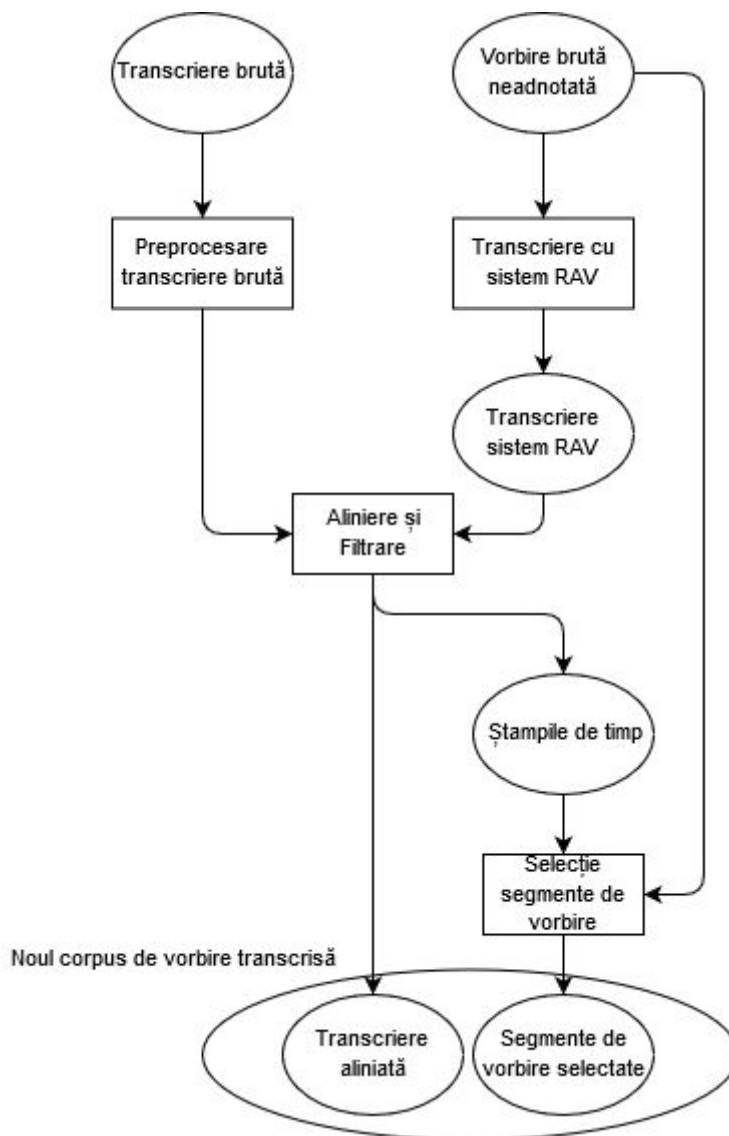 Transcriere brută
Vorbire brută
neadnotată
Preprocesare
transcriere brută
Transcriere cu
sistem RAV
Transcriere
sistem RAV
Aliniere și
Filtrare
Ștampile de timp
Selecție
segmente de
vorbire
Noul corpus de vorbire transcrisă
Transcriere
aliniată
Segmente de
vorbire selectate